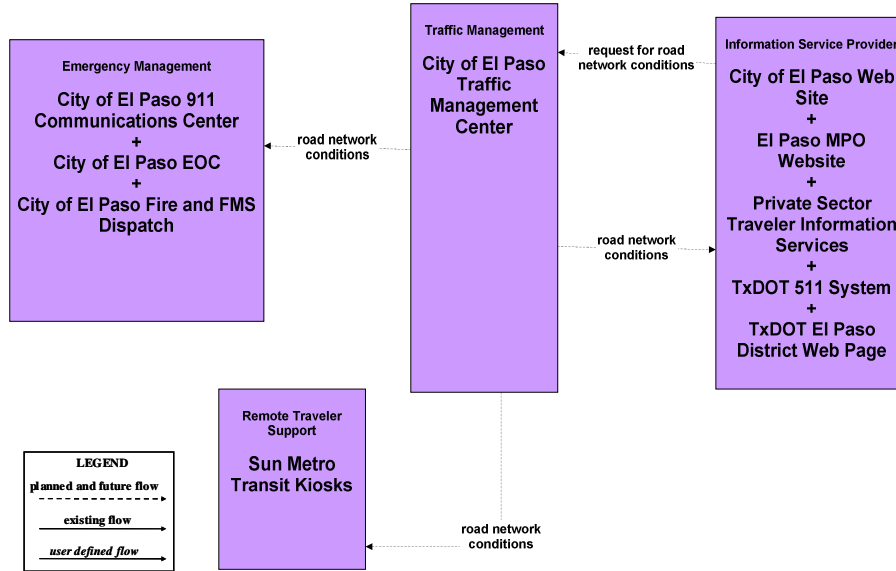 Emergency Management
City of El Paso 911
Communications Center
+
City of El Paso EOC
+
City of El Paso Fire and FMS
Dispatch
road network
conditions
Traffic Management
City of El Paso
Traffic
Management
Center
request for road
network conditions
road network
conditions
Information Service Provider
City of El Paso Web
Site
+
El Paso MPO
Website
+
Private Sector
Traveler Information
Services
+
TxDOT 511 System
+
TxDOT El Paso
District Web Page
Remote Traveler
Support
Sun Metro
Transit Kiosks
road network
conditions
LEGEND
planned and future flow
existing flow
user defined flow